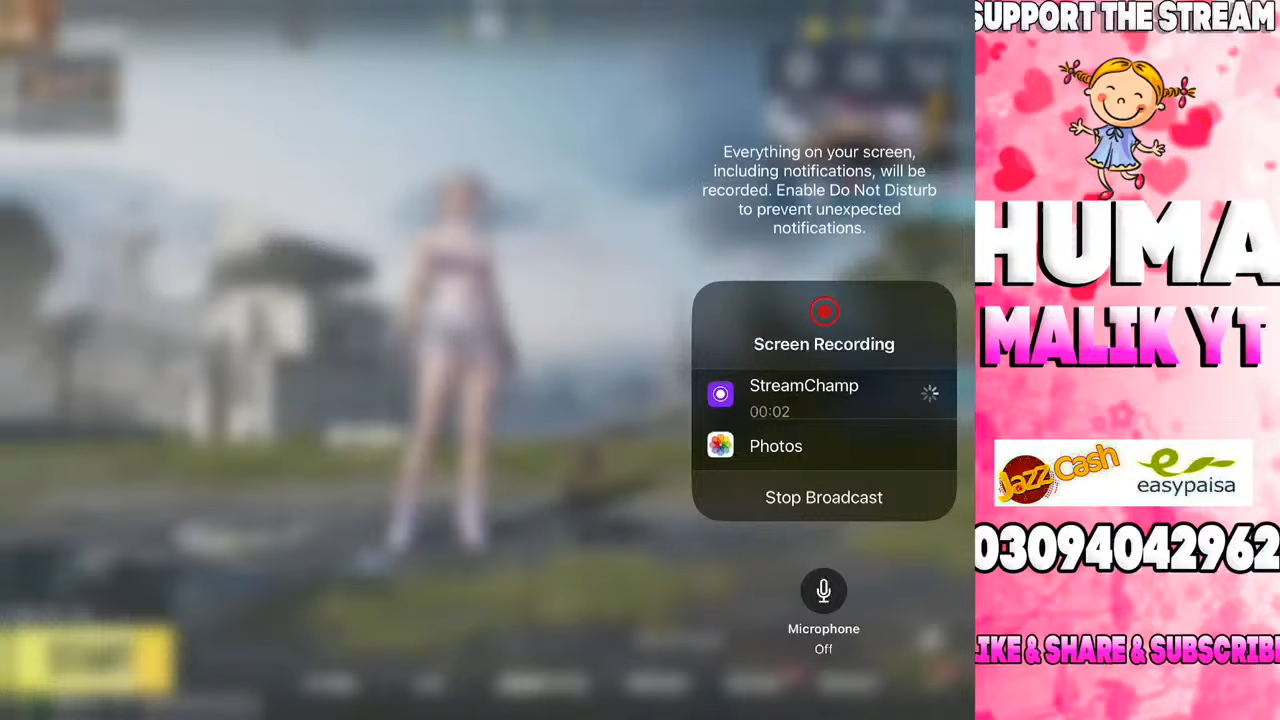 Everything on your screen,
including notifications, will be
recorded. Enable Do Not Disturb
to prevent unexpected
notifications.
Screen Recording
StreamChamp
00:02
Photos
Stop Broadcast
Microphone
Off
SUPPORT THE STREAM
HUMA
MALIK YT
JazzCash
easypaisa
03094042962
LIKE & SHARE & SUBSCRIBE